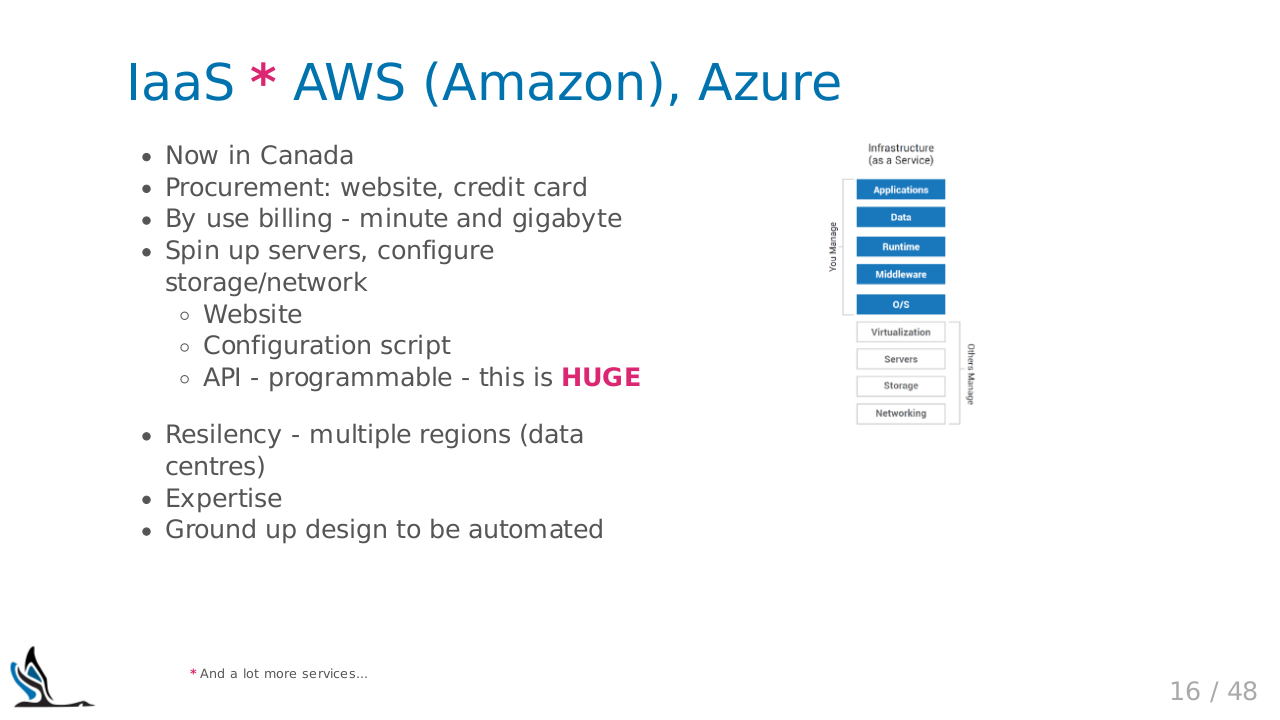 IaaS * AWS (Amazon), Azure
• Now in Canada
• Procurement: website, credit card
• By use billing - minute and gigabyte
• Spin up servers, configure
storage/network
◦ Website
◦ Configuration script
◦ API - programmable - this is HUGE
• Resilency - multiple regions (data
centres)
• Expertise
• Ground up design to be automated
Infrastructure
(as a Service)
You Manage
Applications
Data
Runtime
Middleware
O/S
Virtualization
Servers
Storage
Networking
Others Manage
* And a lot more services...
16 / 48